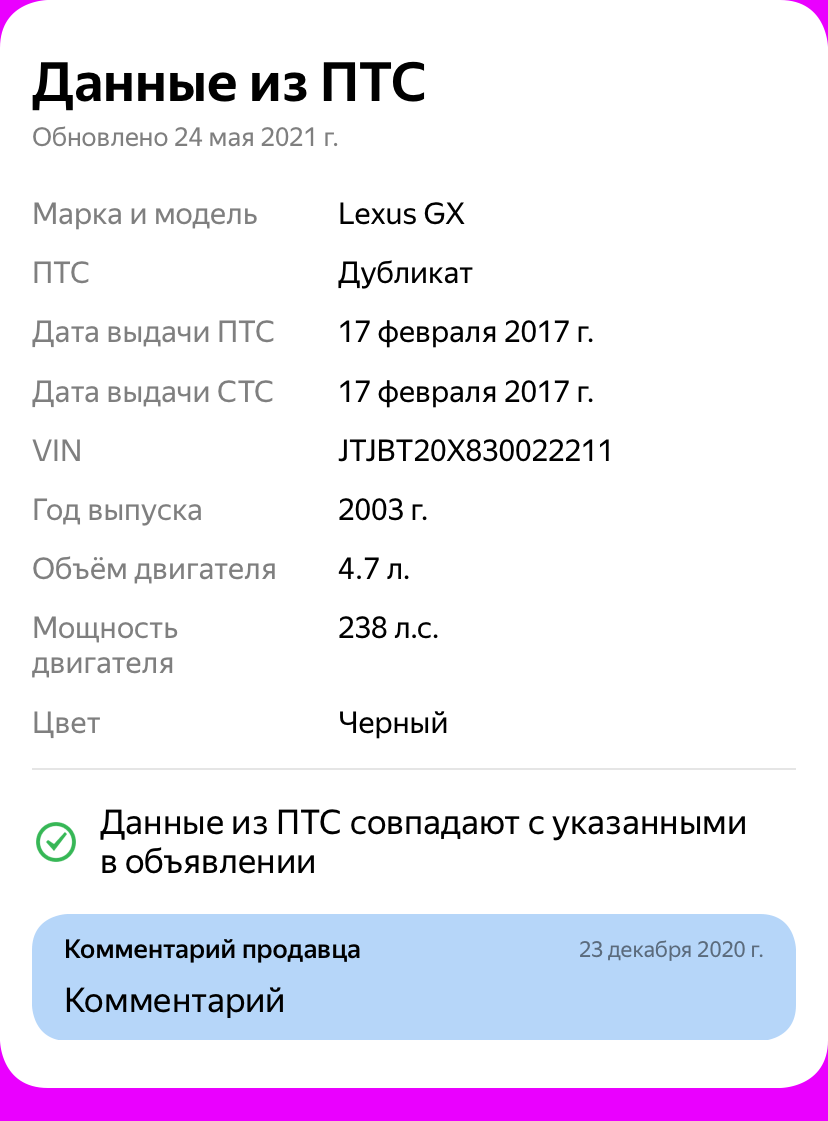 Данные из ПТС
Обновлено 24 мая 2021 г.
Марка и модель Lexus GX
ПТС Дубликат
Дата выдачи ПТС 17 февраля 2017 г.
Дата выдачи СТС 17 февраля 2017 г.
VIN JTJBT20X830022211
Год выпуска 2003 г.
Объём двигателя 4.7 л.
Мощность 238 л.с.
двигателя
Цвет Черный
Данные из ПТС совпадают с указанными
в объявлении
Комментарий продавца 23 декабря 2020 г.
Комментарий